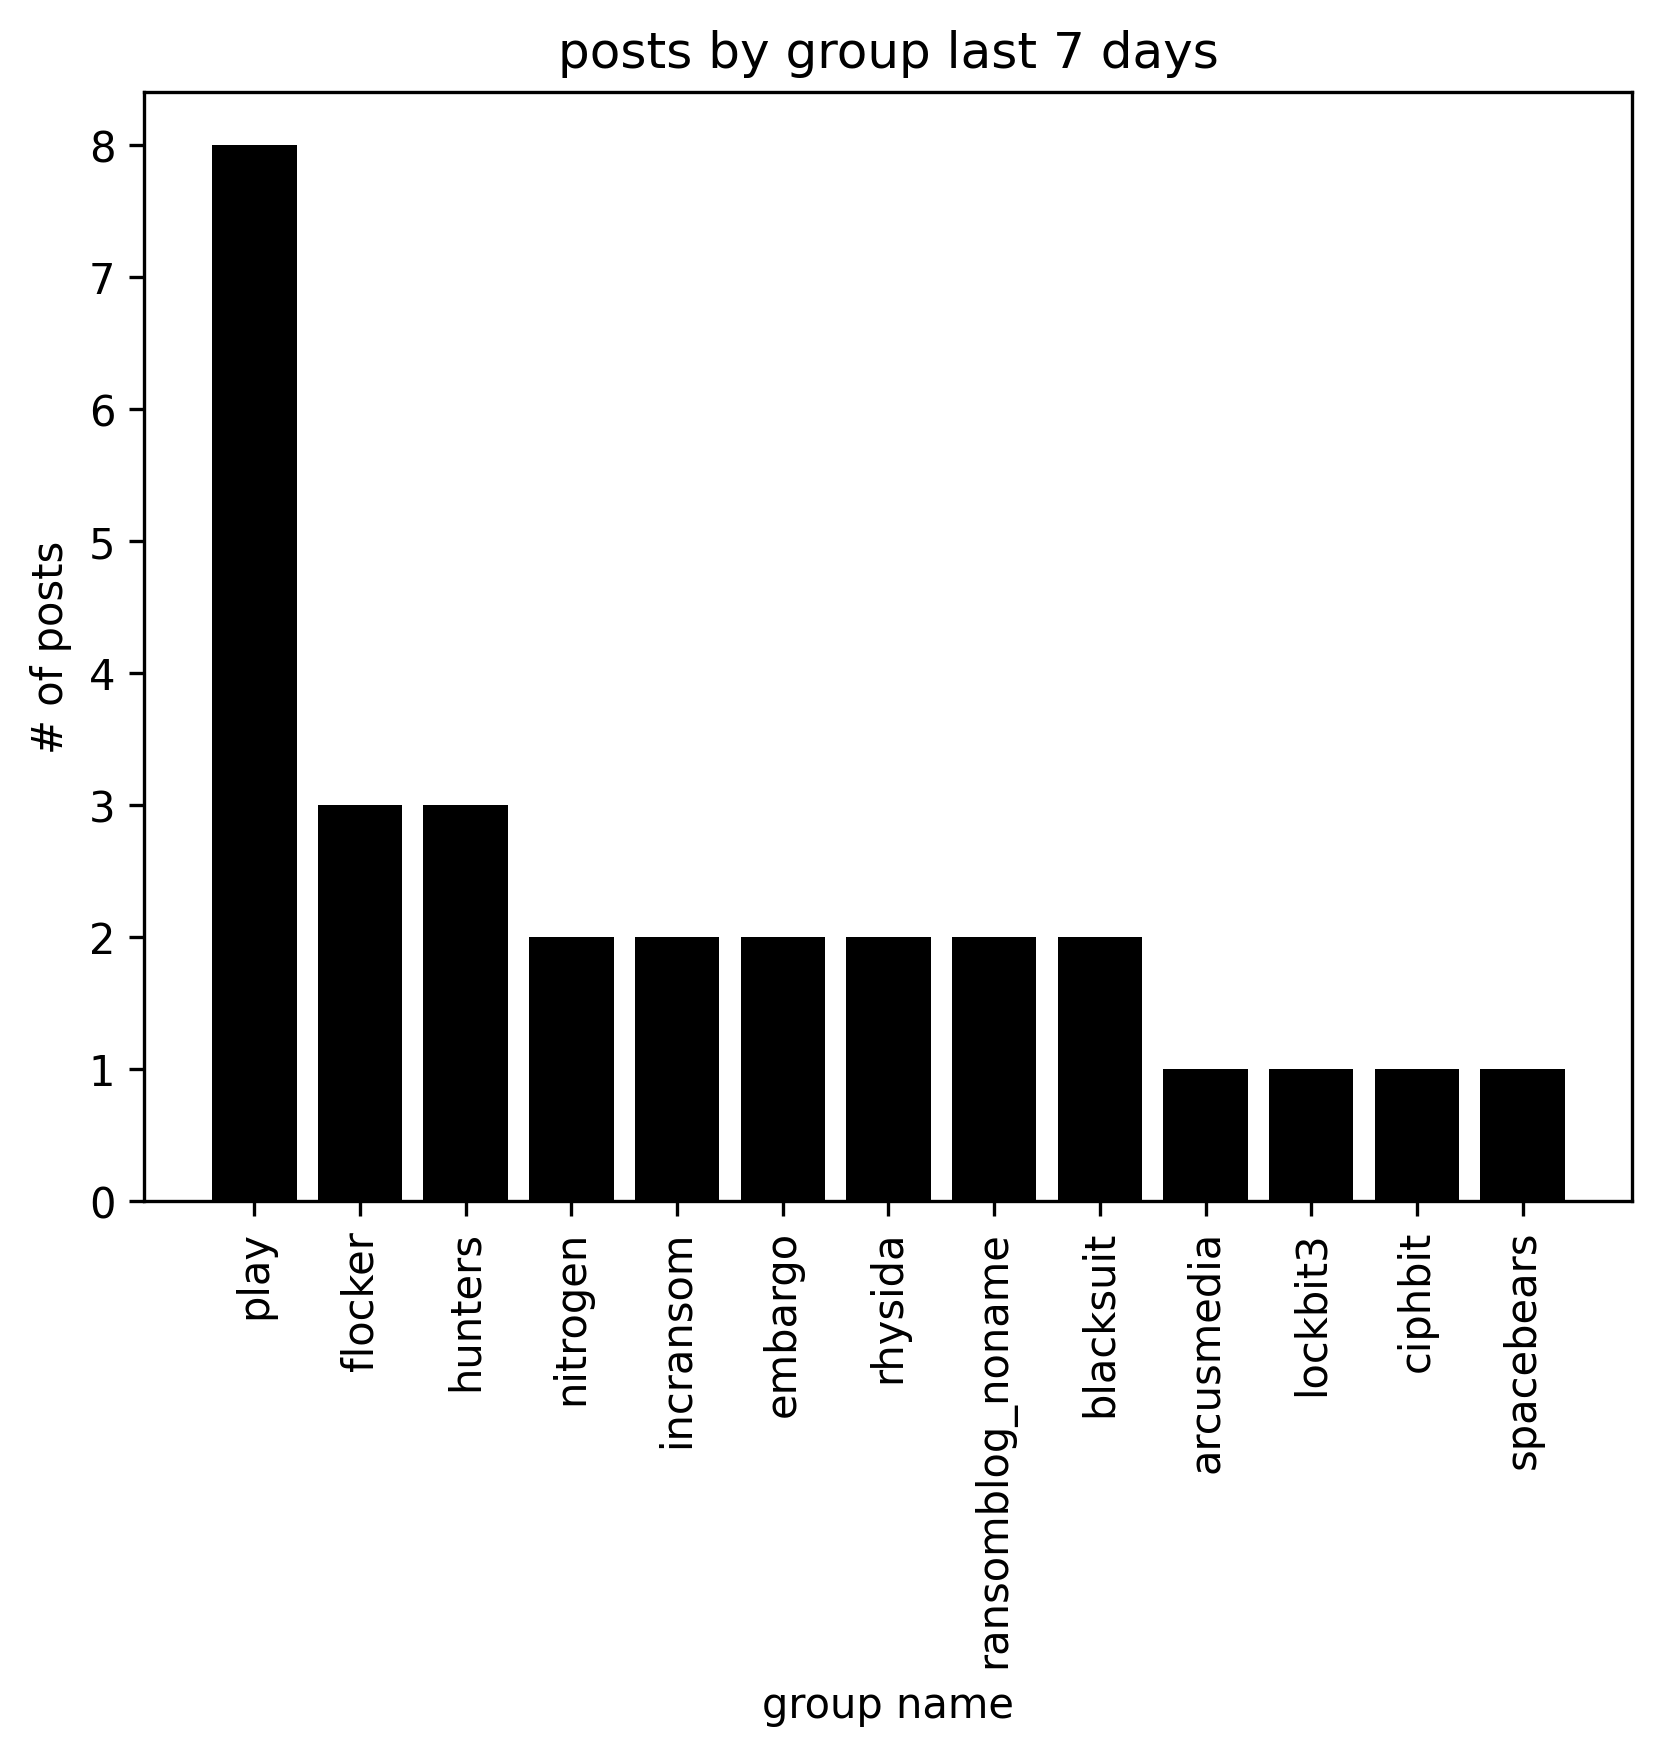 posts by group last 7 days
# of posts
8
7
6
5
4
3
2
1
0
play
flocker
hunters
nitrogen
incransom
embargo
rhysida
ransomblog_noname
blacksuit
arcusmedia
lockbit3
ciphbit
spacebears
group name